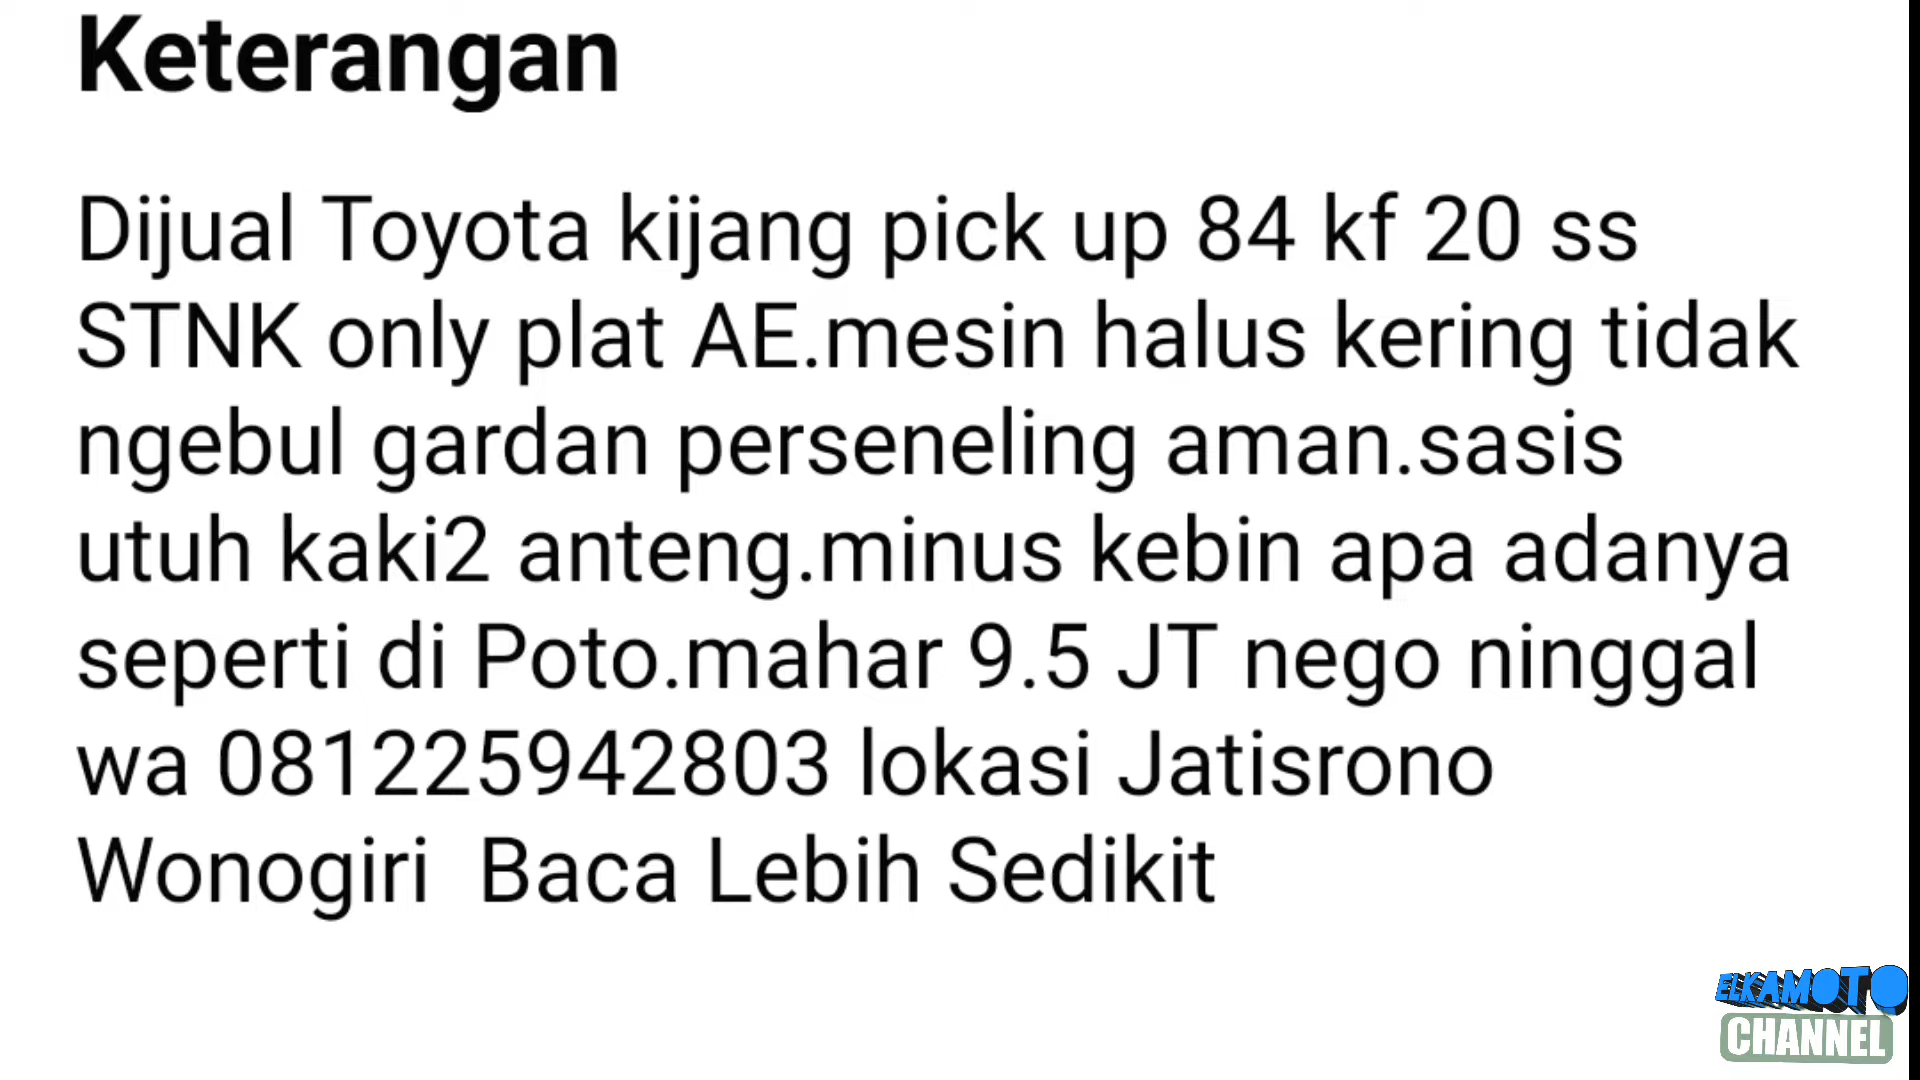 Keterangan
Dijual Toyota kijang pick up 84 kf 20 ss
STNK only plat AE.mesin halus kering tidak
ngebul gardan perseneling aman.sasis
utuh kaki2 anteng.minus kebin apa adanya
seperti di Poto.mahar 9.5 JT nego ninggal
wa 081225942803 lokasi Jatisrono
Wonogiri  Baca Lebih Sedikit
ELKAMOTO
CHANNEL